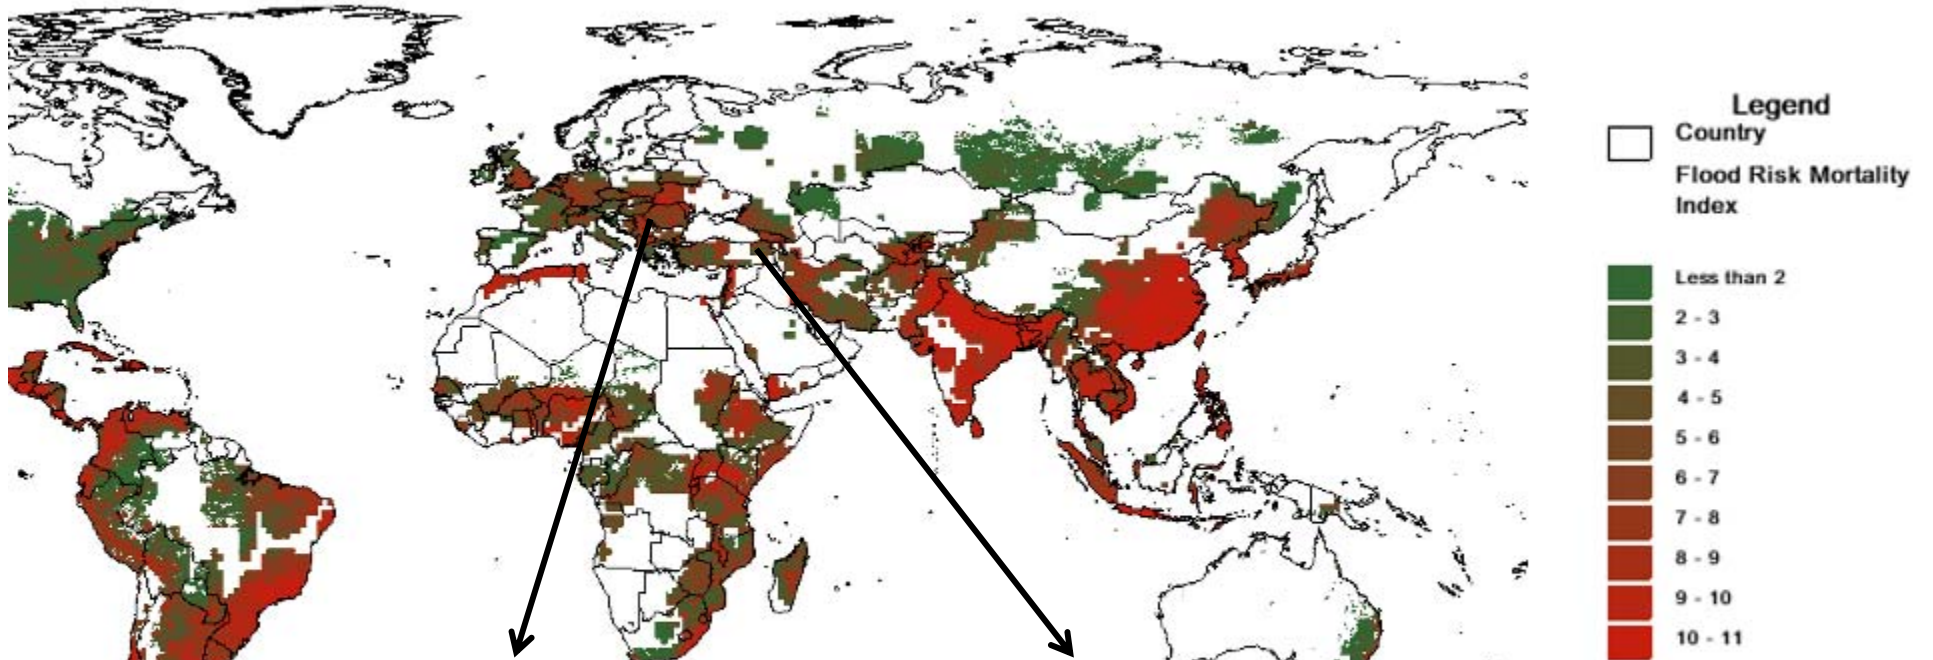 Legend
Country
Flood Risk Mortality
Index
Less than 2
2 - 3
3 - 4
4 - 5
5 - 6
6 - 7
7 - 8
8 - 9
9 - 10
10 - 11